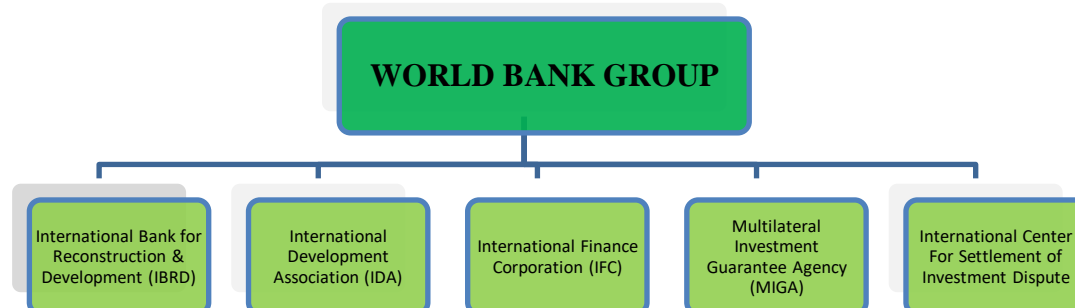 WORLD BANK GROUP
International Bank for
Reconstruction &
Development (IBRD)
International
Development
Association (IDA)
International Finance
Corporation (IFC)
Multilateral
Investment
Guarantee Agency
(MIGA)
International Center
For Settlement of
Investment Dispute